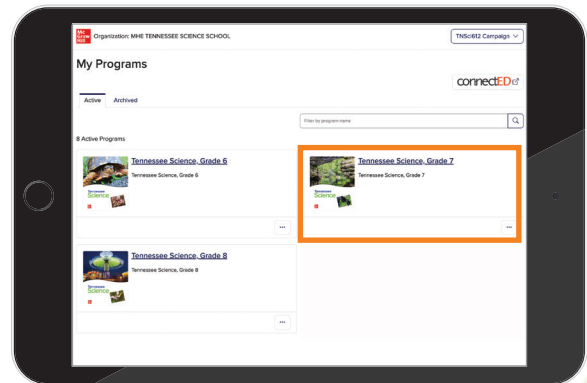 Mc Graw Hill
Organization: MHE TENNESSEE SCIENCE SCHOOL
TNSci612 Campaign
My Programs
connectED
Active Archived
Filter by program name
8 Active Programs
Tennessee Science, Grade 6
Tennessee Science, Grade 6
Tennessee
Science
Tennessee Science, Grade 7
Tennessee Science, Grade 7
Tennessee
Science
Tennessee Science, Grade 8
Tennessee Science, Grade 8
Tennessee
Science